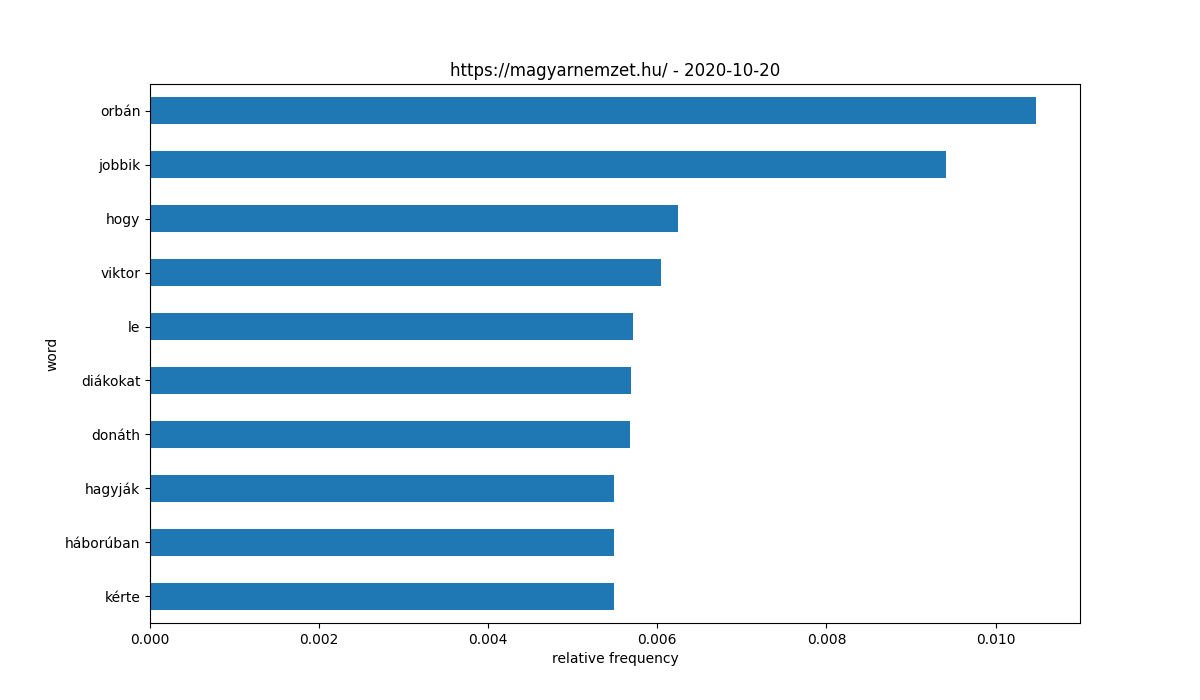 https://magyarnemzet.hu/ - 2020-10-20
orbán
jobbik
hogy
viktor
le
diákokat
donáth
hagyják
háborúban
kérte
word
0.000 0.002 0.004 0.006 0.008 0.010
relative frequency